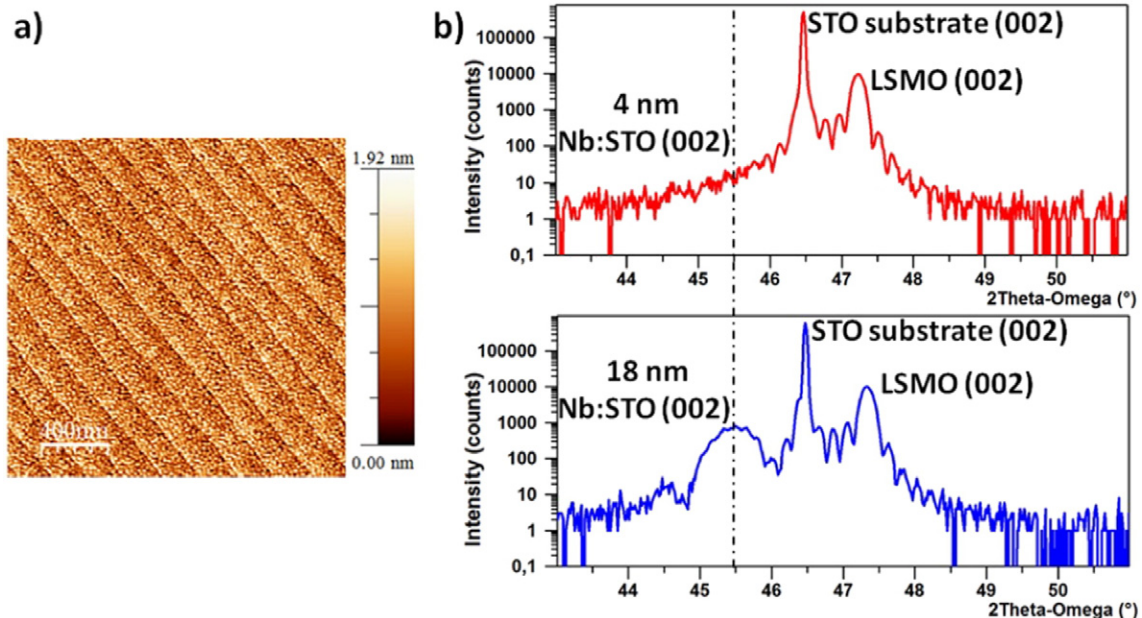 a)
1.92 nm
0.00 nm
400nm
b)
STO substrate (002)
LSMO (002)
4 nm
Nb:STO (002)
Intensity (counts)
100000
10000
1000
100
10
1
0,1
44 45 46 47 48 49 50
2Theta-Omega (°)
STO substrate (002)
LSMO (002)
18 nm
Nb:STO (002)
Intensity (counts)
100000
10000
1000
100
10
1
0,1
44 45 46 47 48 49 50
2Theta-Omega (°)